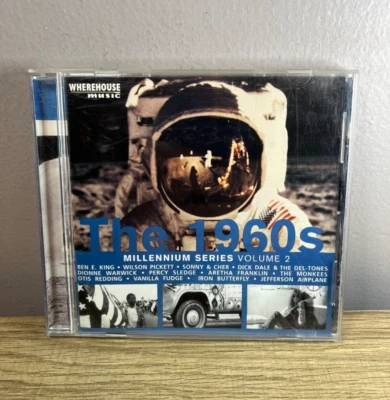 WHEREHOUSE
music
The 1960s
MILLENNIUM SERIES VOLUME 2
BEN E. KING • WILSON PICKETT • SONNY & CHER • DICK DALE & THE DEL-TONES
DIONNE WARWICK • PERCY SLEDGE • ARETHA FRANKLIN • THE MONKEES
OTIS REDDING • VANILLA FUDGE • IRON BUTTERFLY • JEFFERSON AIRPLANE